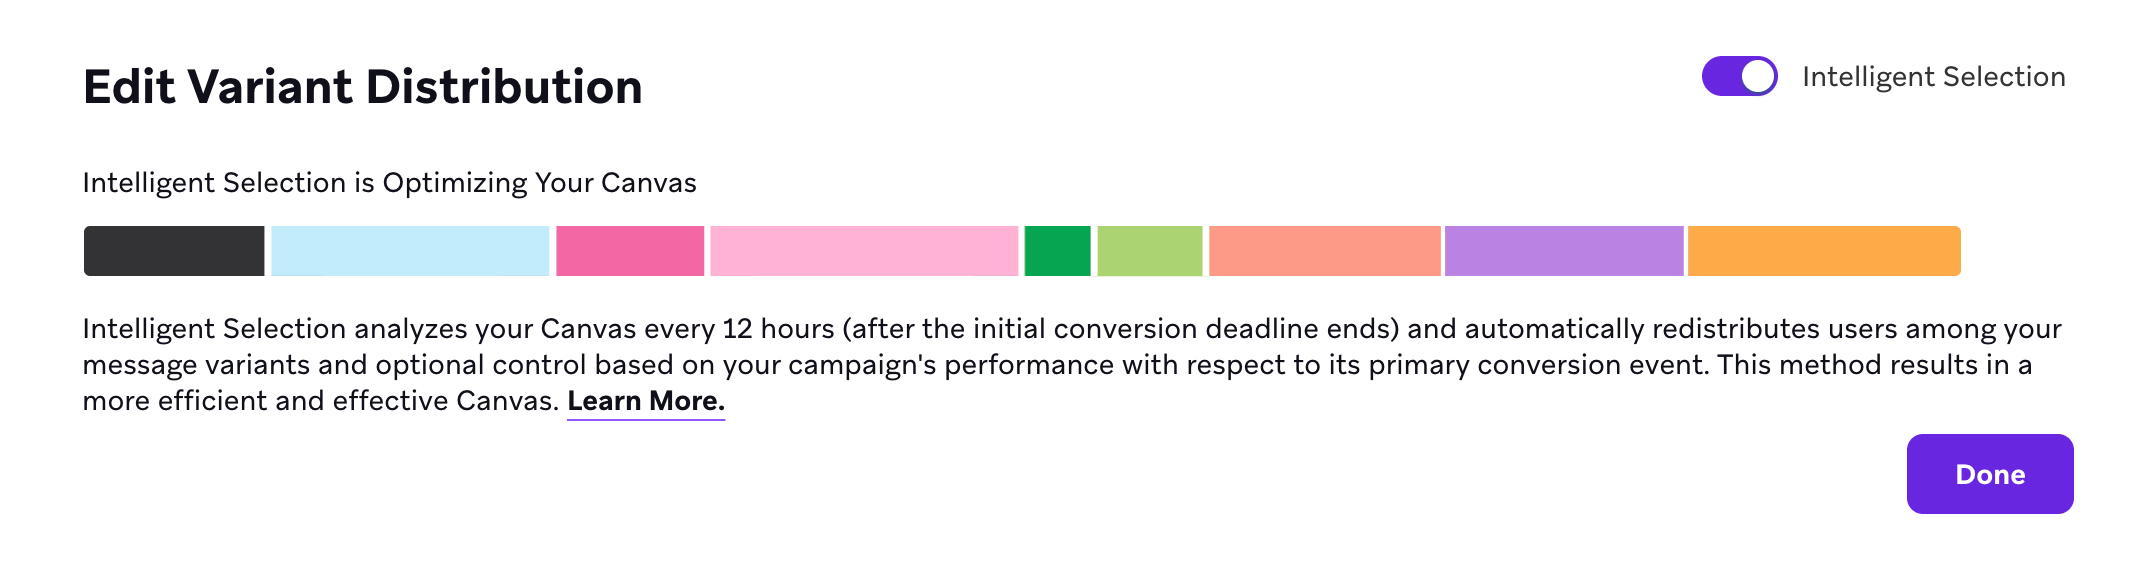 Edit Variant Distribution
Intelligent Selection
Intelligent Selection is Optimizing Your Canvas
Intelligent Selection analyzes your Canvas every 12 hours (after the initial conversion deadline ends) and automatically redistributes users among your
message variants and optional control based on your campaign's performance with respect to its primary conversion event. This method results in a
more efficient and effective Canvas. Learn More.
Done